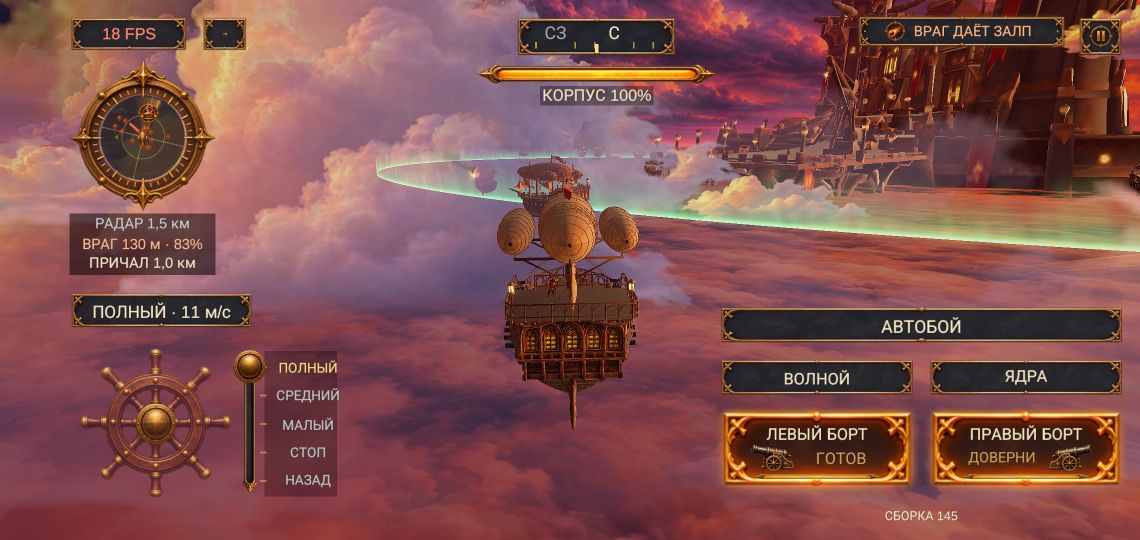 18 FPS
СЗ С
ВРАГ ДАЁТ ЗАЛП
КОРПУС 100%
РАДАР 1,5 км
ВРАГ 130 м · 83%
ПРИЧАЛ 1,0 км
ПОЛНЫЙ · 11 м/с
ПОЛНЫЙ
СРЕДНИЙ
МАЛЫЙ
СТОП
НАЗАД
АВТОБОЙ
ВОЛНОЙ
ЯДРА
ЛЕВЫЙ БОРТ
ГОТОВ
ПРАВЫЙ БОРТ
ДОВЕРНИ
СБОРКА 145